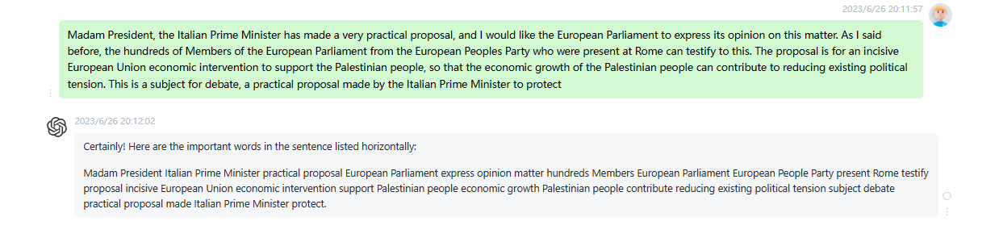 2023/6/26 20:11:57
Madam President, the Italian Prime Minister has made a very practical proposal, and I would like the European Parliament to express its opinion on this matter. As I said
before, the hundreds of Members of the European Parliament from the European Peoples Party who were present at Rome can testify to this. The proposal is for an incisive
European Union economic intervention to support the Palestinian people, so that the economic growth of the Palestinian people can contribute to reducing existing political
tension. This is a subject for debate, a practical proposal made by the Italian Prime Minister to protect
2023/6/26 20:12:02
Certainly! Here are the important words in the sentence listed horizontally:
Madam President Italian Prime Minister practical proposal European Parliament express opinion matter hundreds Members European Parliament European People Party present Rome testify
proposal incisive European Union economic intervention support Palestinian people economic growth Palestinian people contribute reducing existing political tension subject debate
practical proposal made Italian Prime Minister protect.